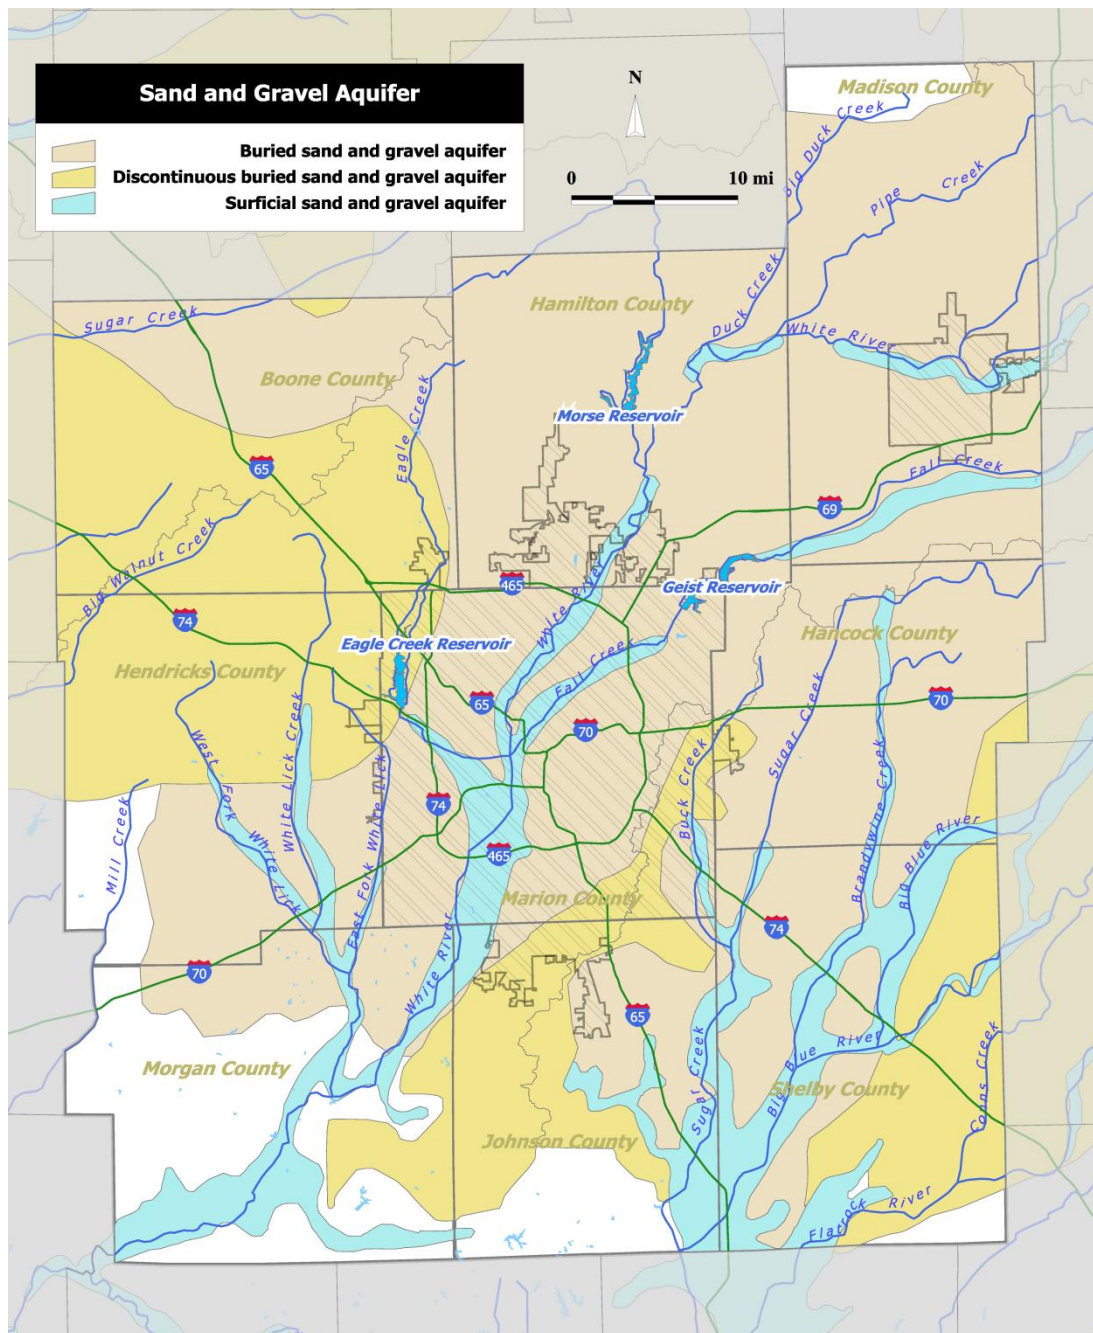 Sand and Gravel Aquifer
Buried sand and gravel aquifer
Discontinuous buried sand and gravel aquifer
Surficial sand and gravel aquifer
N
0 10 mi
Madison County
Big Duck Creek
Pipe Creek
Hamilton County
Duck Creek
White River
Sugar Creek
Boone County
Eagle Creek
Morse Reservoir
65
Fall Creek
69
Big Walnut Creek
465
Geist Reservoir
74
White River
Hancock County
Eagle Creek Reservoir
Hendricks County
Fall Creek
65
70
70
Sugar Creek
West Fork White Lick
White Lick Creek
Buck Creek
Mill Creek
74
East Fork White Lick
Brandywine Creek
Big Blue River
465
Marion County
74
70
White River
65
Big Blue River
Sugar Creek
Conns Creek
Morgan County
Shelby County
Johnson County
Flatrock River